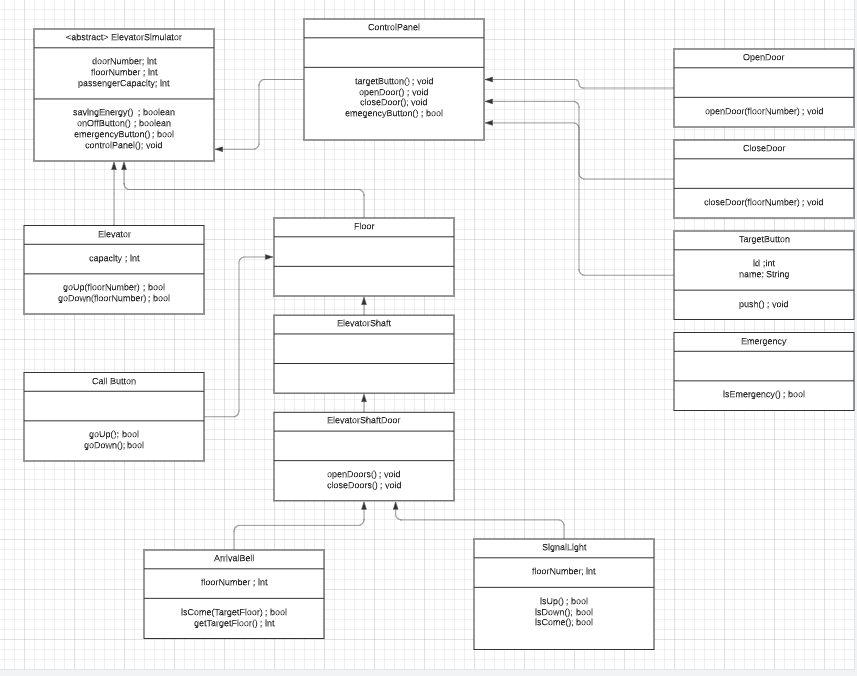 <abstract> ElevatorSimulator
doorNumber; int
floorNumber ; int
passengerCapacity; int
savingEnergy() ; boolean
onOffButton() ; boolean
emergencyButton() ; bool
controlPanel(); void
ControlPanel
targetButton() ; void
openDoor() ; void
closeDoor(); void
emegencyButton() ; bool
OpenDoor
openDoor(floorNumber) ; void
CloseDoor
closeDoor(floorNumber) ; void
TargetButton
id ;int
name; String
push() ; void
Emergency
isEmergency() ; bool
Elevator
capacity ; int
goUp(floorNumber) ; bool
goDown(floorNumber) ; bool
Floor
ElevatorShaft
Call Button
goUp(); bool
goDown(); bool
ElevatorShaftDoor
openDoors() ; void
closeDoors() ; void
ArrivalBell
floorNumber ; int
isCome(TargetFloor) ; bool
getTargetFloor() ; int
SignalLight
floorNumber; int
isUp() ; bool
isDown(); bool
isCome(); bool